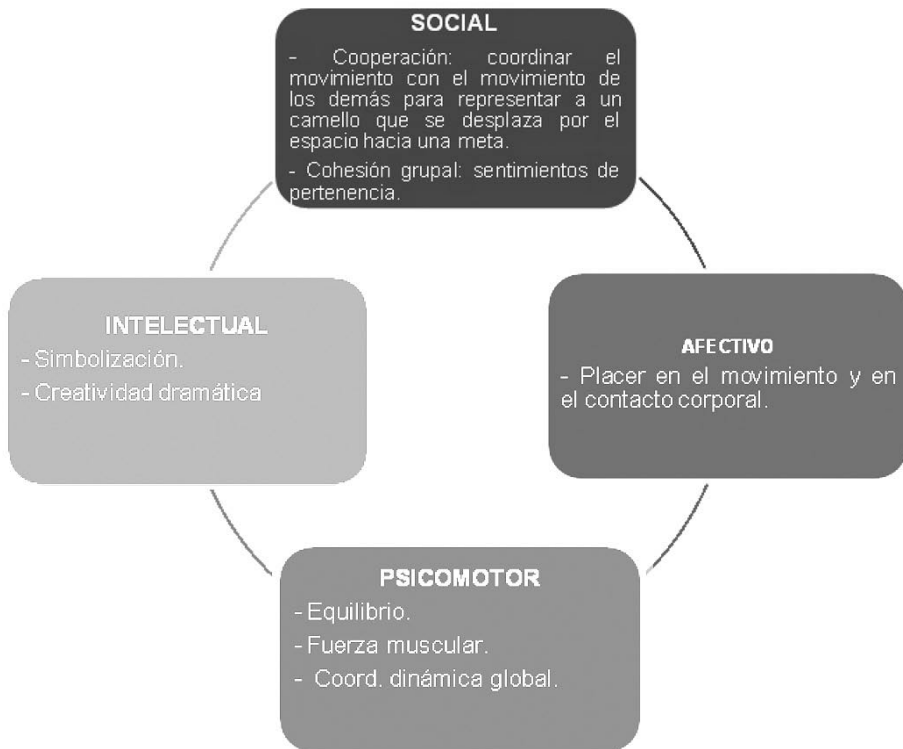 SOCIAL
- Cooperación: coordinar el
movimiento con el movimiento de
los demás para representar a un
camello que se desplaza por el
espacio hacia una meta.
- Cohesión grupal: sentimientos de
pertenencia.
INTELECTUAL
- Simbolización.
- Creatividad dramática
AFECTIVO
- Placer en el movimiento y en
el contacto corporal.
PSICOMOTOR
- Equilibrio.
- Fuerza muscular.
- Coord. dinámica global.